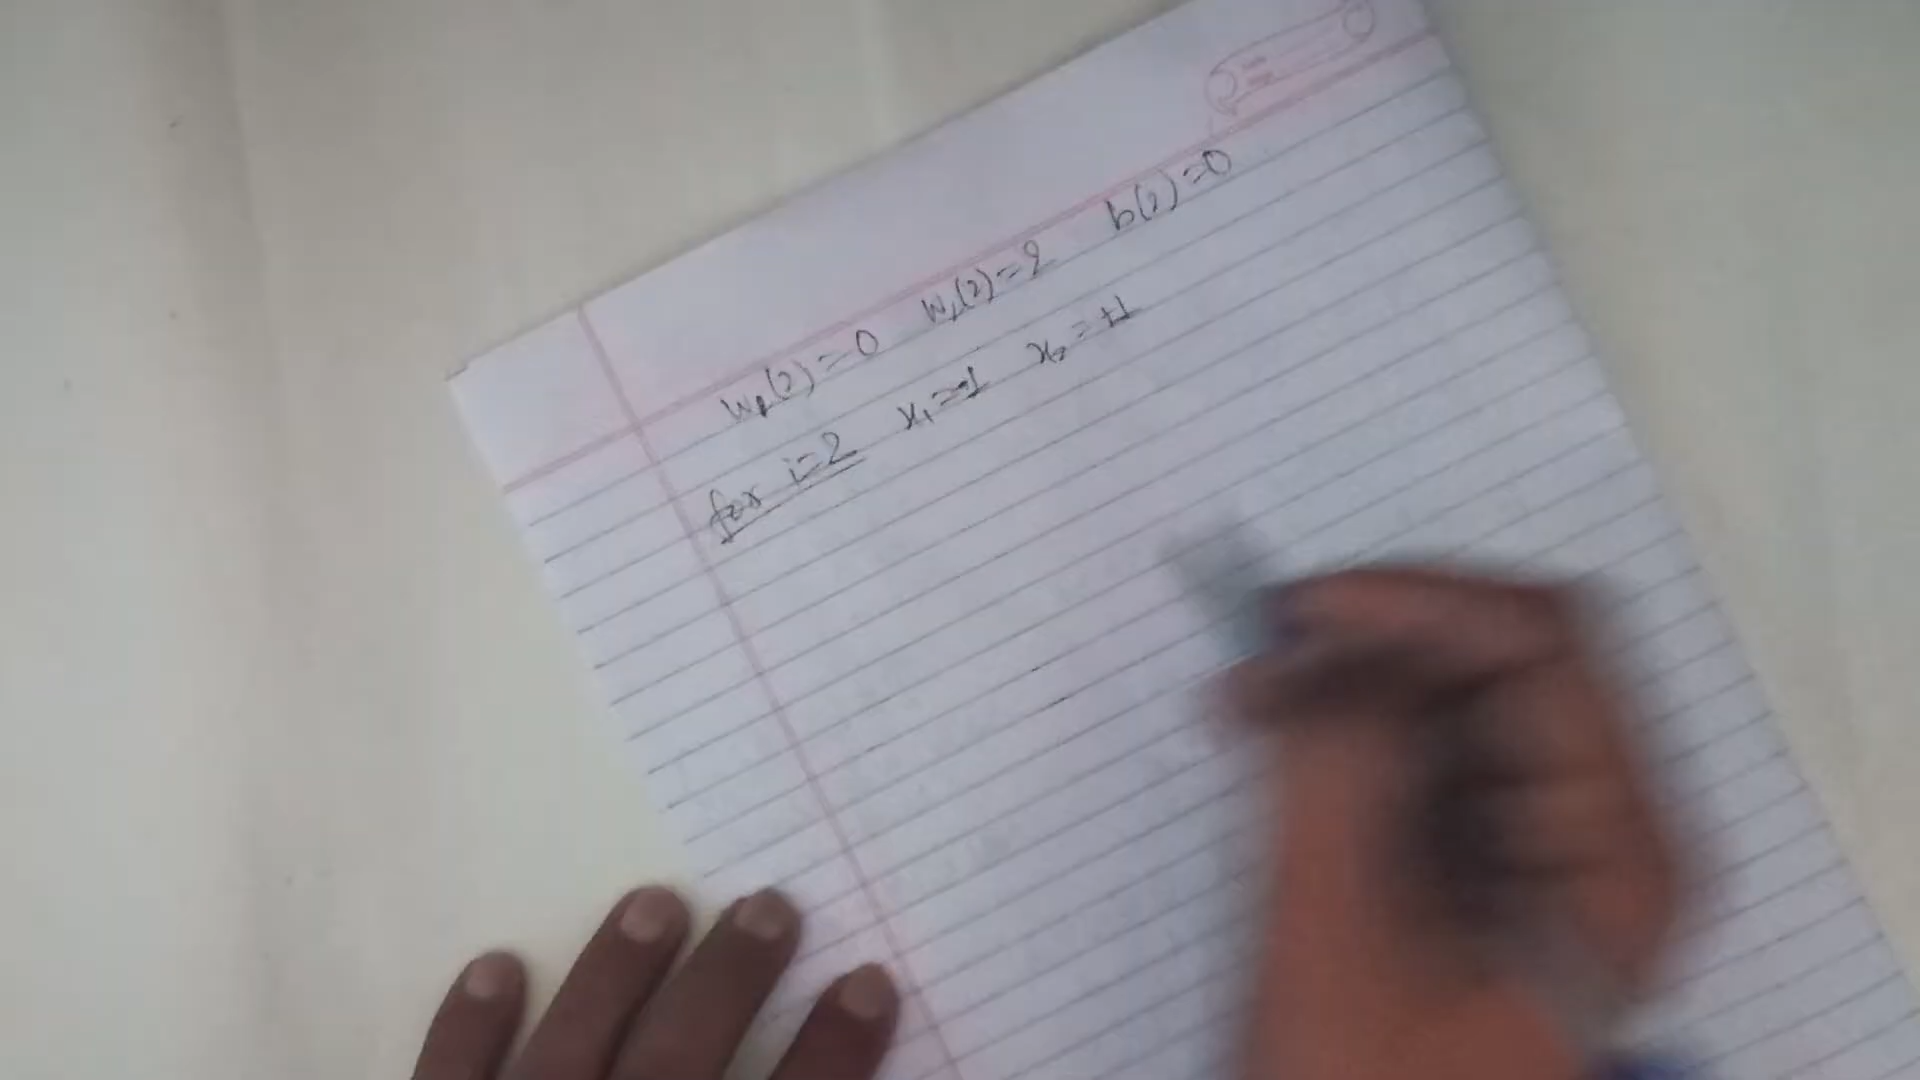 w₁(2)=0 w₂(2)=2 b(2)=0
for i=2 x₁=-1 x₂=+1